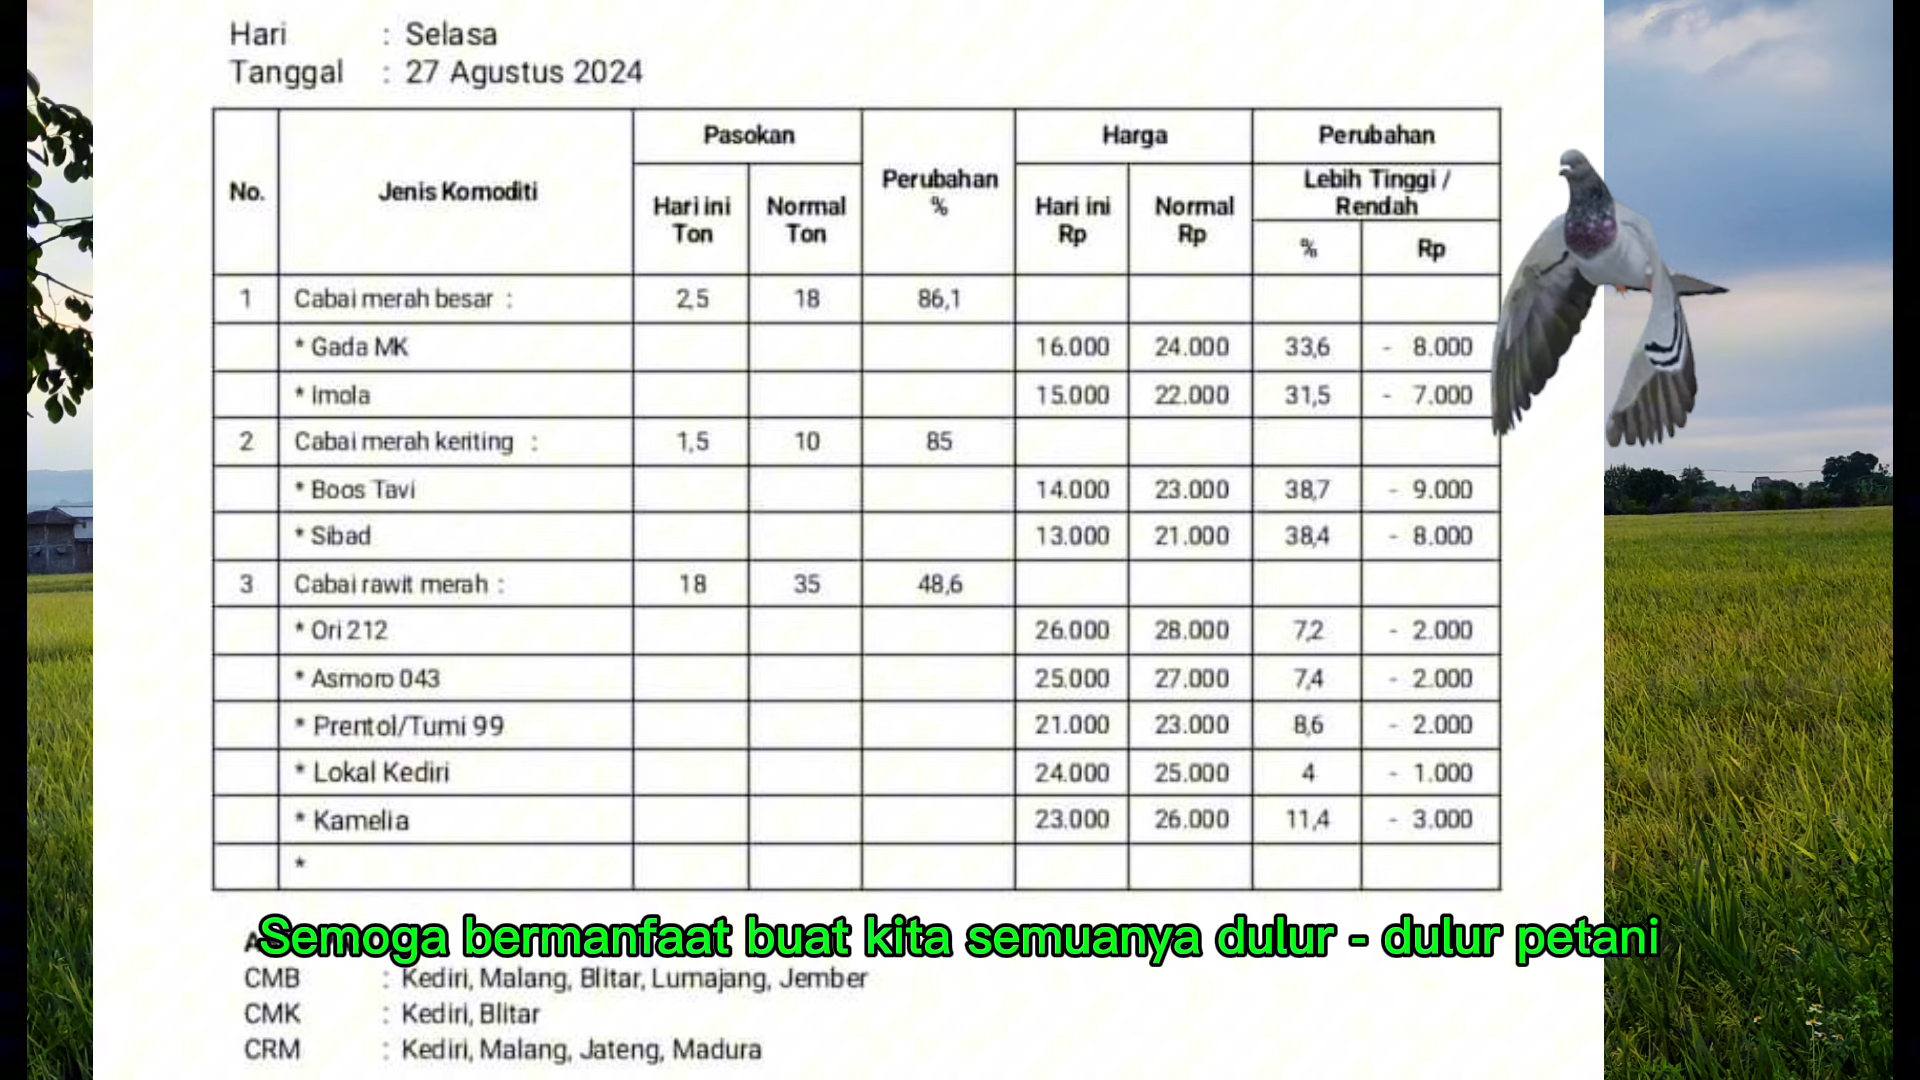 Hari : Selasa
Tanggal : 27 Agustus 2024
No. Jenis Komoditi Pasokan Perubahan % Harga Perubahan
Hari ini Ton Normal Ton Hari ini Rp Normal Rp Lebih Tinggi / Rendah
% Rp
1 Cabai merah besar : 2,5 18 86,1
* Gada MK 16.000 24.000 33,6 - 8.000
* Imola 15.000 22.000 31,5 - 7.000
2 Cabai merah keriting : 1,5 10 85
* Boos Tavi 14.000 23.000 38,7 - 9.000
* Sibad 13.000 21.000 38,4 - 8.000
3 Cabai rawit merah : 18 35 48,6
* Ori 212 26.000 28.000 7,2 - 2.000
* Asmoro 043 25.000 27.000 7,4 - 2.000
* Prentol/Tumi 99 21.000 23.000 8,6 - 2.000
* Lokal Kediri 24.000 25.000 4 - 1.000
* Kamelia 23.000 26.000 11,4 - 3.000
*
Semoga bermanfaat buat kita semuanya dulur - dulur petani
CMB : Kediri, Malang, Blitar, Lumajang, Jember
CMK : Kediri, Blitar
CRM : Kediri, Malang, Jateng, Madura